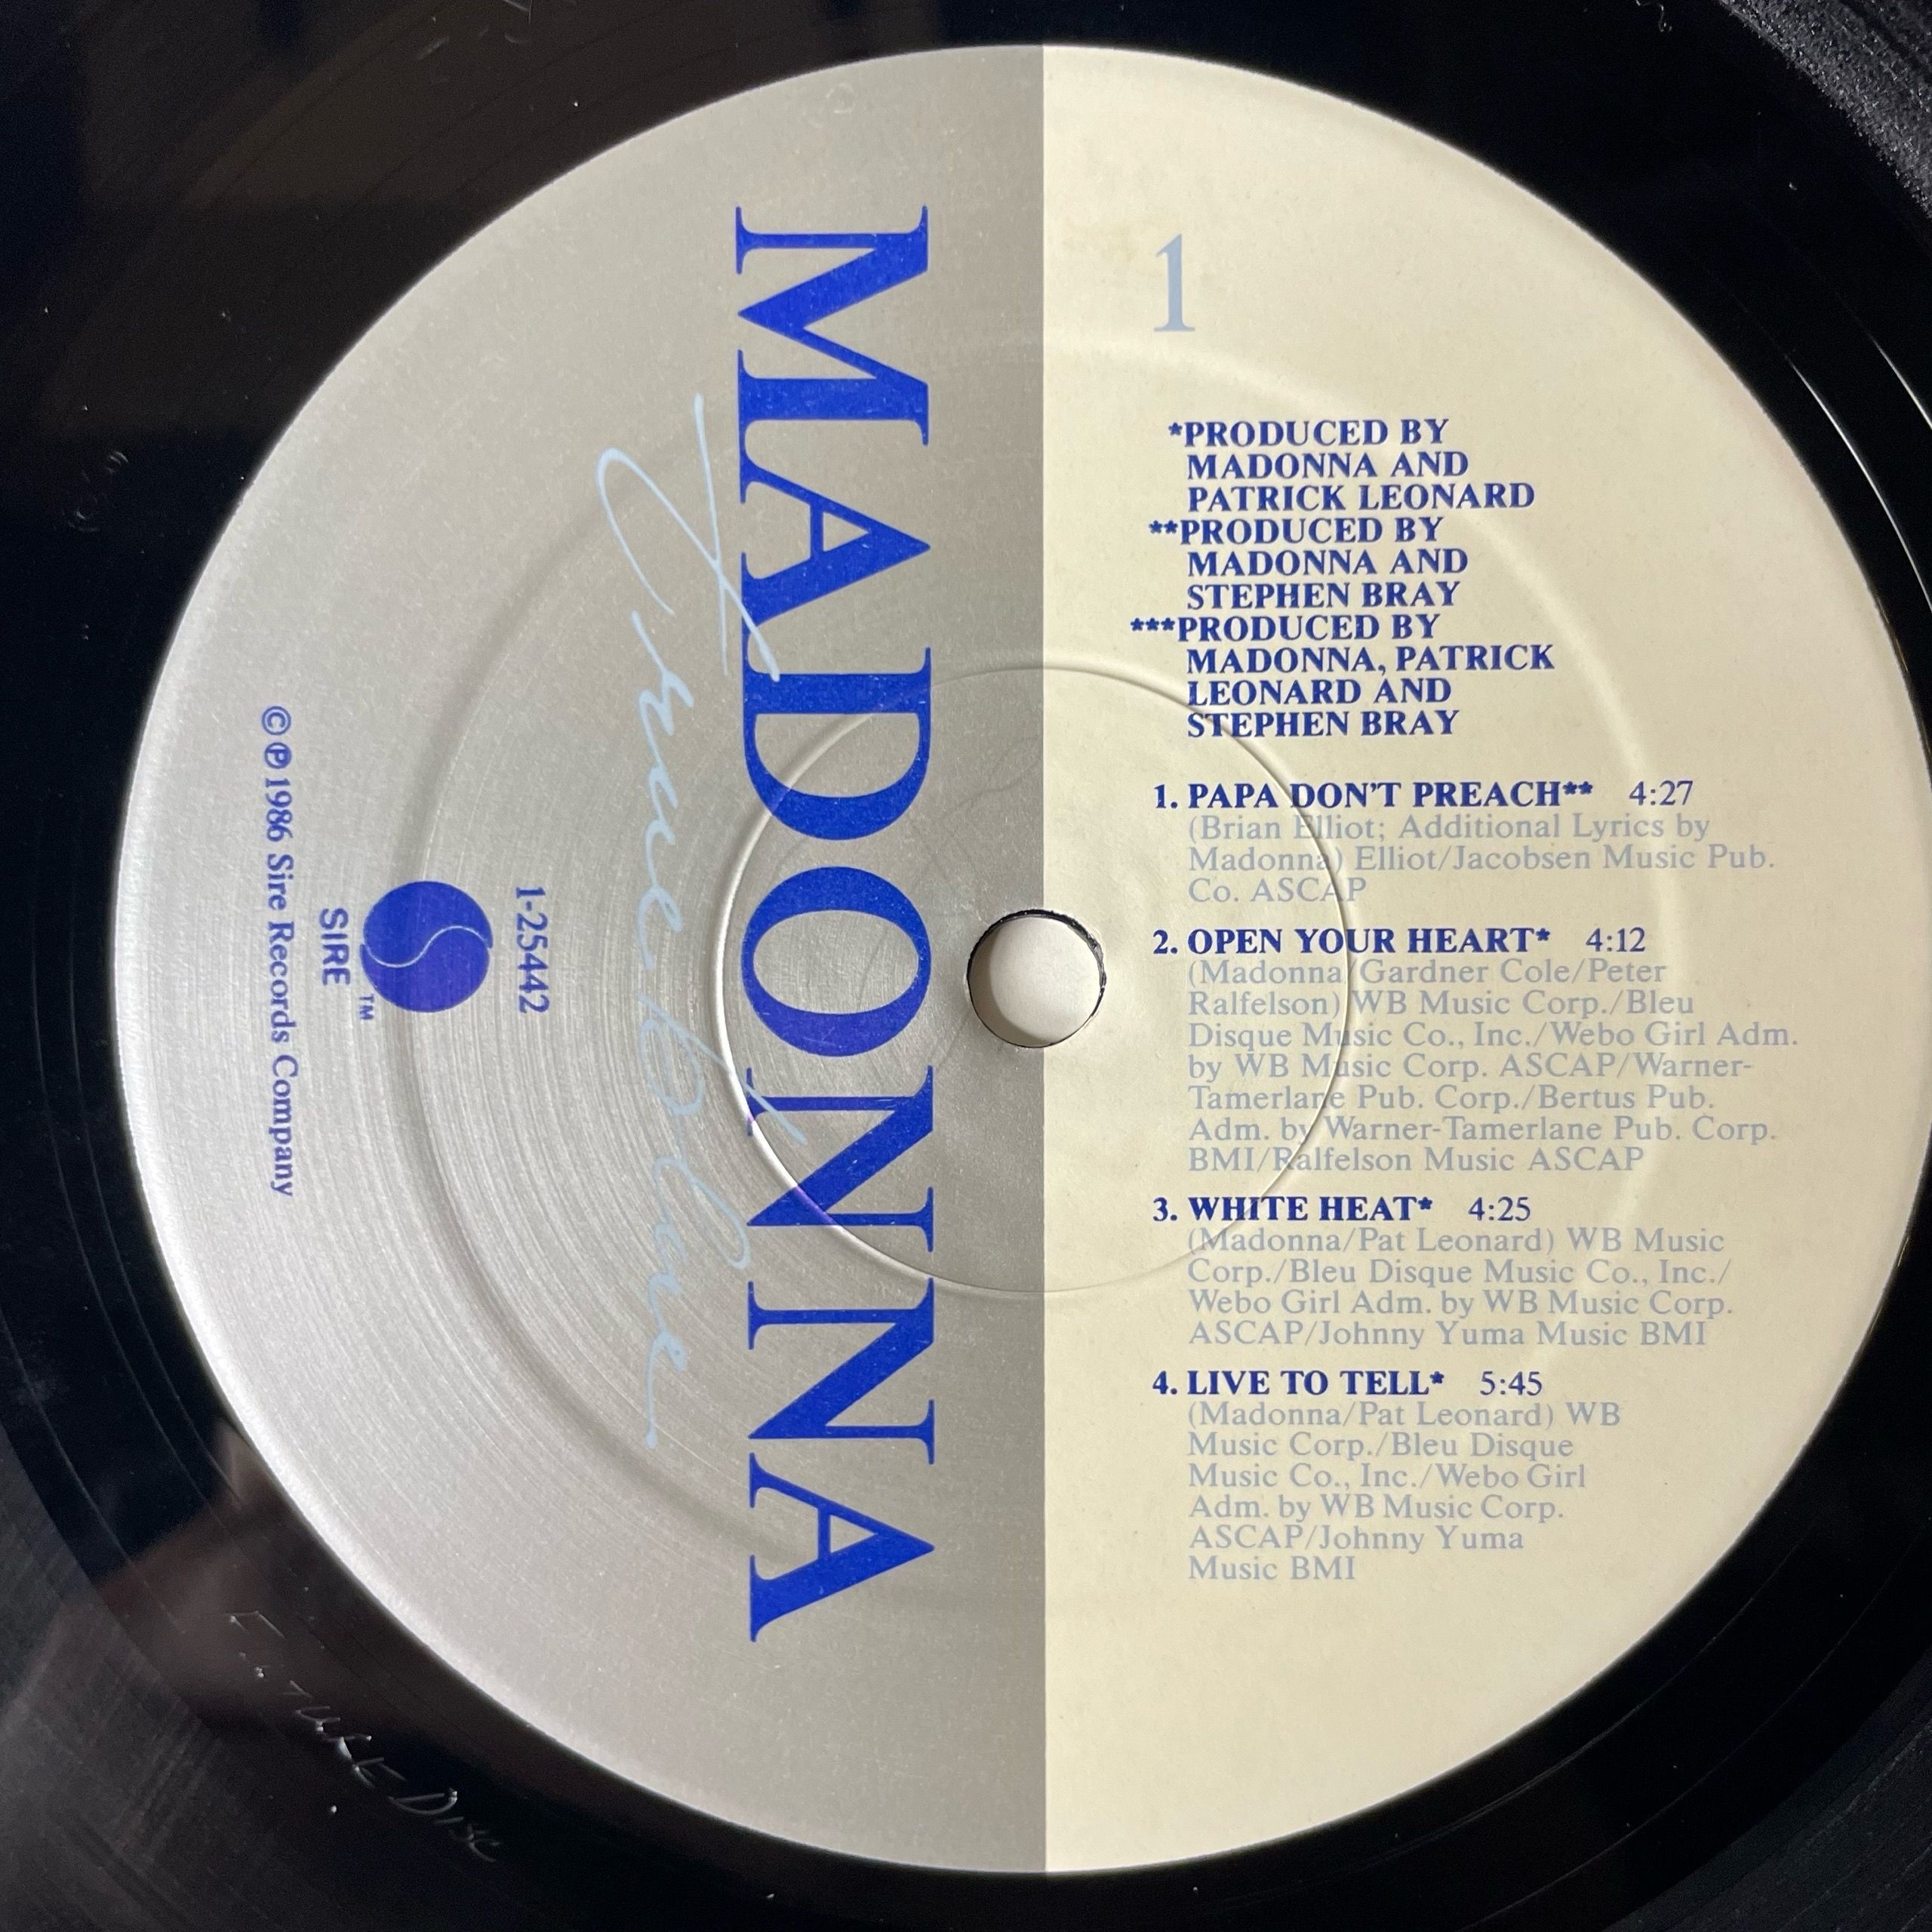 MADONNA
True blue
1-25442
SIRE
TM
©℗1986 Sire Records Company
1
*PRODUCED BY
MADONNA AND
PATRICK LEONARD
**PRODUCED BY
MADONNA AND
STEPHEN BRAY
***PRODUCED BY
MADONNA, PATRICK
LEONARD AND
STEPHEN BRAY
1. PAPA DON'T PREACH** 4:27
(Brian Elliot; Additional Lyrics by
Madonna) Elliot/Jacobsen Music Pub.
Co. ASCAP
2. OPEN YOUR HEART* 4:12
(Madonna/Gardner Cole/Peter
Ralfelson) WB Music Corp./Bleu
Disque Music Co., Inc./Webo Girl Adm.
by WB Music Corp. ASCAP/Warner-
Tamerlane Pub. Corp./Bertus Pub.
Adm. by Warner-Tamerlane Pub. Corp.
BMI/Ralfelson Music ASCAP
3. WHITE HEAT* 4:25
(Madonna/Pat Leonard) WB Music
Corp./Bleu Disque Music Co., Inc./
Webo Girl Adm. by WB Music Corp.
ASCAP/Johnny Yuma Music BMI
4. LIVE TO TELL* 5:45
(Madonna/Pat Leonard) WB
Music Corp./Bleu Disque
Music Co., Inc./Webo Girl
Adm. by WB Music Corp.
ASCAP/Johnny Yuma
Music BMI
DISC